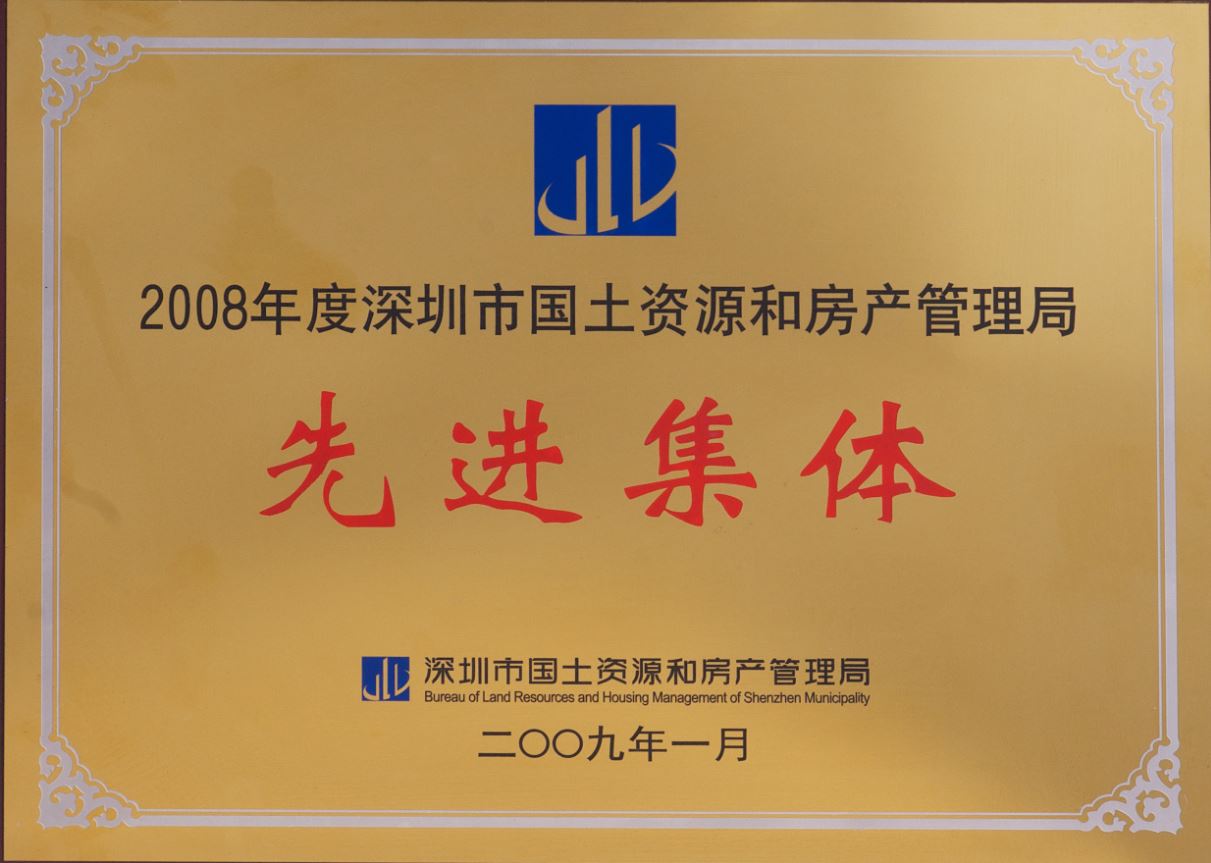 2008年度深圳市国土资源和房产管理局
先进集体
深圳市国土资源和房产管理局
Bureau of Land Resources and Housing Management of Shenzhen Municipality
二〇〇九年一月